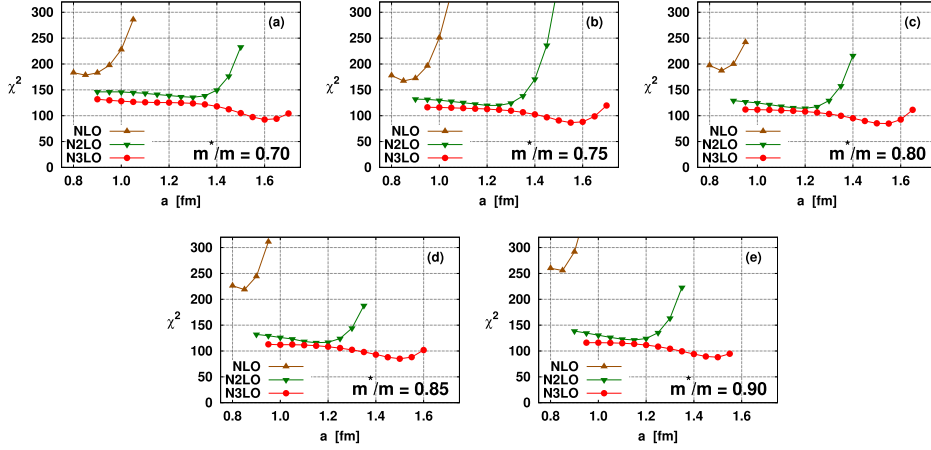 300
250
200
150
100
50
0
χ²
(a)
NLO
N2LO
N3LO
m*/m = 0.70
0.8 1.0 1.2 1.4 1.6
a [fm]
300
250
200
150
100
50
0
χ²
(b)
NLO
N2LO
N3LO
m*/m = 0.75
0.8 1.0 1.2 1.4 1.6
a [fm]
300
250
200
150
100
50
0
χ²
(c)
NLO
N2LO
N3LO
m*/m = 0.80
0.8 1.0 1.2 1.4 1.6
a [fm]
300
250
200
150
100
50
0
χ²
(d)
NLO
N2LO
N3LO
m*/m = 0.85
0.8 1.0 1.2 1.4 1.6
a [fm]
300
250
200
150
100
50
0
χ²
(e)
NLO
N2LO
N3LO
m*/m = 0.90
0.8 1.0 1.2 1.4 1.6
a [fm]